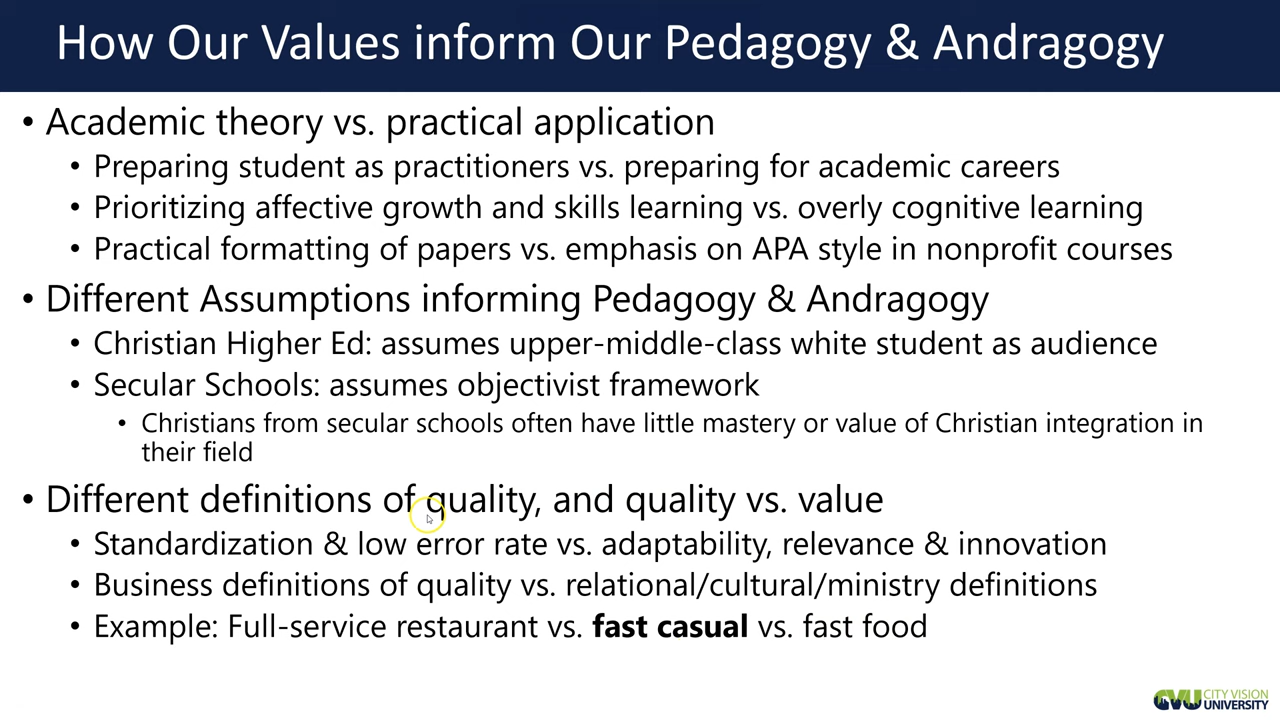 How Our Values inform Our Pedagogy & Andragogy
• Academic theory vs. practical application
• Preparing student as practitioners vs. preparing for academic careers
• Prioritizing affective growth and skills learning vs. overly cognitive learning
• Practical formatting of papers vs. emphasis on APA style in nonprofit courses
• Different Assumptions informing Pedagogy & Andragogy
• Christian Higher Ed: assumes upper-middle-class white student as audience
• Secular Schools: assumes objectivist framework
• Christians from secular schools often have little mastery or value of Christian integration in
their field
• Different definitions of quality, and quality vs. value
• Standardization & low error rate vs. adaptability, relevance & innovation
• Business definitions of quality vs. relational/cultural/ministry definitions
• Example: Full-service restaurant vs. fast casual vs. fast food
CVU CITY VISION
UNIVERSITY